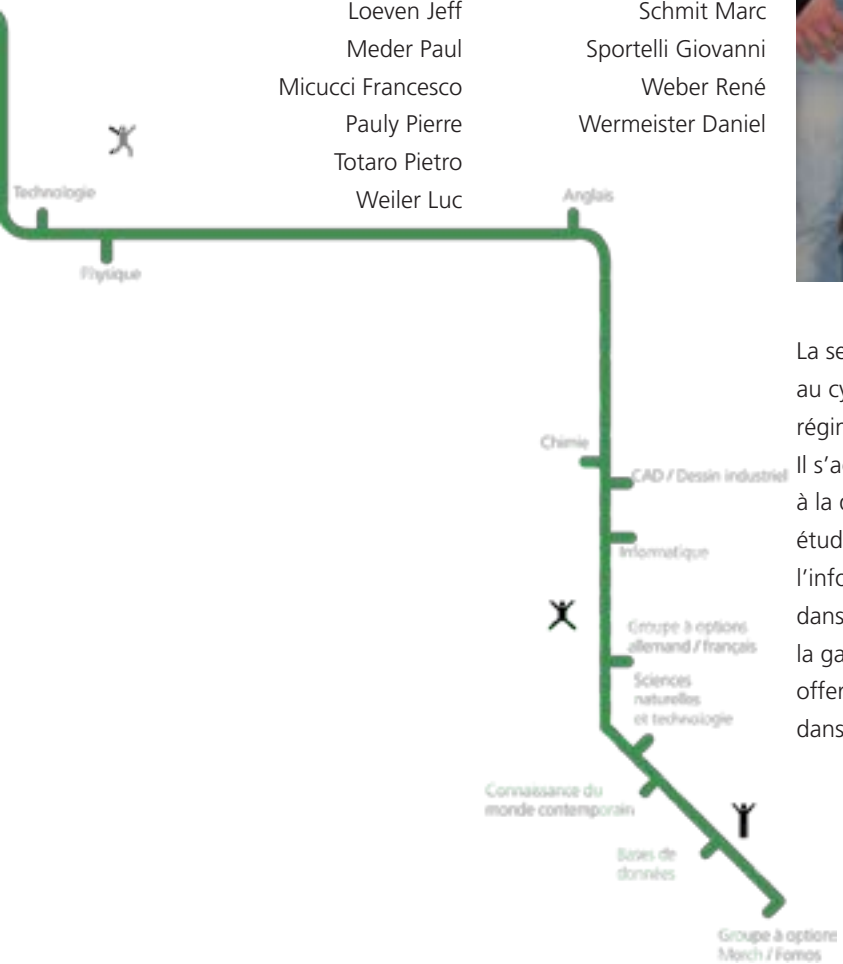 Loeven Jeff
Meder Paul
Micucci Francesco
Pauly Pierre
Totaro Pietro
Weiler Luc
Schmit Marc
Sportelli Giovanni
Weber René
Wermeister Daniel
Technologie
Physique
Anglais
Chimie
CAD / Dessin industriel
Informatique
Groupe à options
allemand / français
Sciences
naturelles
et technologie
Connaissance du
monde contemporain
Bases de
données
Groupe à options
/ Fomos
La se
au cy
régin
Il s'a
à la
étud
l'info
dans
la ga
offer
dans